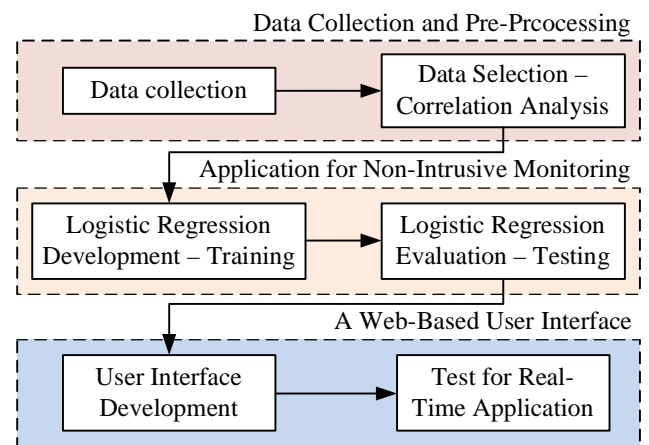 Data Collection and Pre-Prcocessing
Data collection
Data Selection –
Correlation Analysis
Application for Non-Intrusive Monitoring
Logistic Regression
Development – Training
Logistic Regression
Evaluation – Testing
A Web-Based User Interface
User Interface
Development
Test for Real-
Time Application